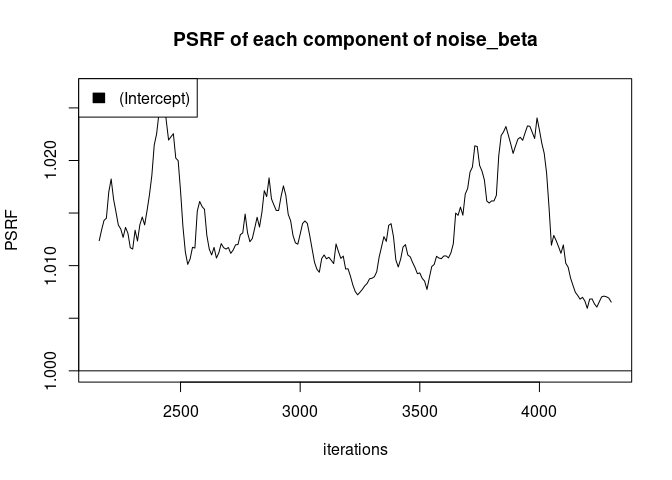 PSRF of each component of noise_beta
(Intercept)
PSRF
1.020
1.010
1.000
2500 3000 3500 4000
iterations